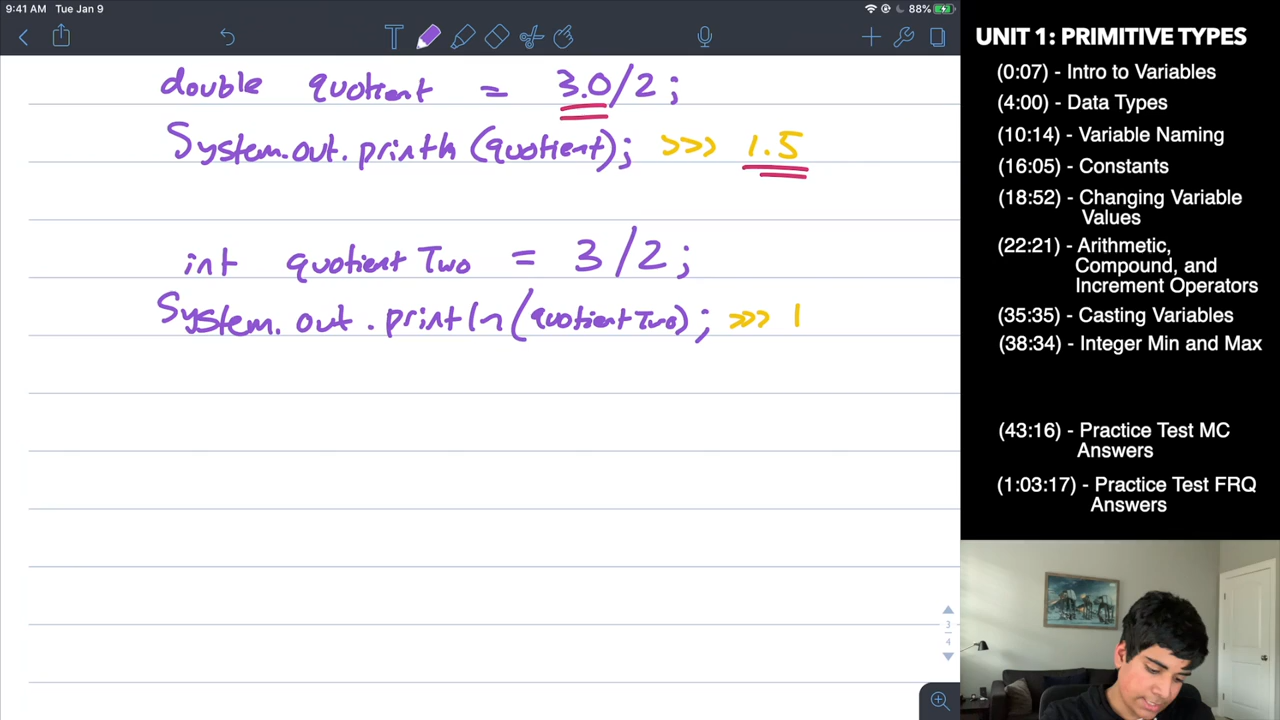 9:41 AM Tue Jan 9
88%
T
double quotient = 3.0/2;
System.out.println (quotient); >>> 1.5
int quotientTwo = 3/2;
System.out.println (quotientTwo); >>> 1
3
4
UNIT 1: PRIMITIVE TYPES
(0:07) - Intro to Variables
(4:00) - Data Types
(10:14) - Variable Naming
(16:05) - Constants
(18:52) - Changing Variable
Values
(22:21) - Arithmetic,
Compound, and
Increment Operators
(35:35) - Casting Variables
(38:34) - Integer Min and Max
(43:16) - Practice Test MC
Answers
(1:03:17) - Practice Test FRQ
Answers